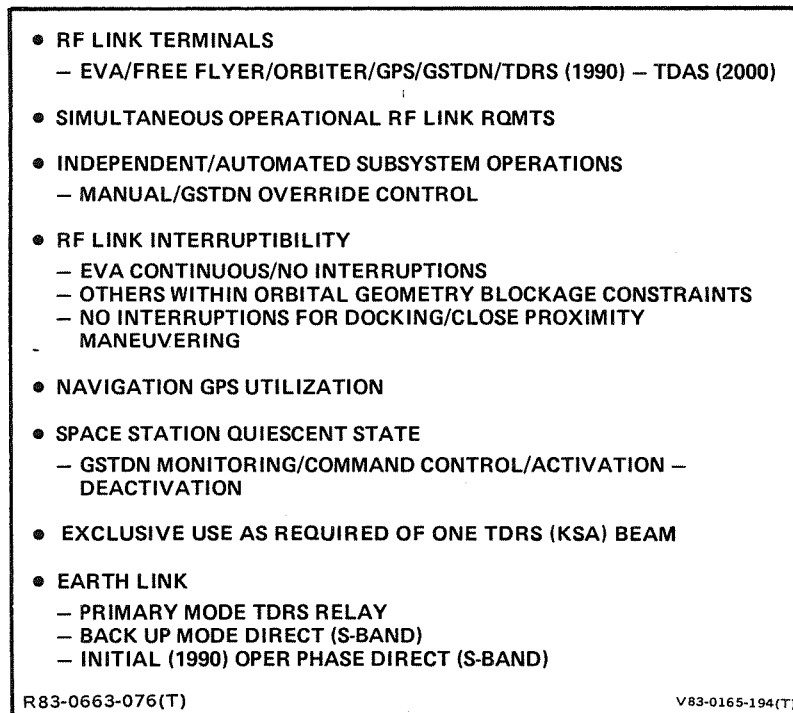 ● RF LINK TERMINALS
– EVA/FREE FLYER/ORBITER/GPS/GSTDN/TDRS (1990) – TDAS (2000)
● SIMULTANEOUS OPERATIONAL RF LINK RQMTS
● INDEPENDENT/AUTOMATED SUBSYSTEM OPERATIONS
– MANUAL/GSTDN OVERRIDE CONTROL
● RF LINK INTERRUPTIBILITY
– EVA CONTINUOUS/NO INTERRUPTIONS
– OTHERS WITHIN ORBITAL GEOMETRY BLOCKAGE CONSTRAINTS
– NO INTERRUPTIONS FOR DOCKING/CLOSE PROXIMITY
MANEUVERING
● NAVIGATION GPS UTILIZATION
● SPACE STATION QUIESCENT STATE
– GSTDN MONITORING/COMMAND CONTROL/ACTIVATION –
DEACTIVATION
● EXCLUSIVE USE AS REQUIRED OF ONE TDRS (KSA) BEAM
● EARTH LINK
– PRIMARY MODE TDRS RELAY
– BACK UP MODE DIRECT (S-BAND)
– INITIAL (1990) OPER PHASE DIRECT (S-BAND)
R83-0663-076(T)
V83-0165-194(T)